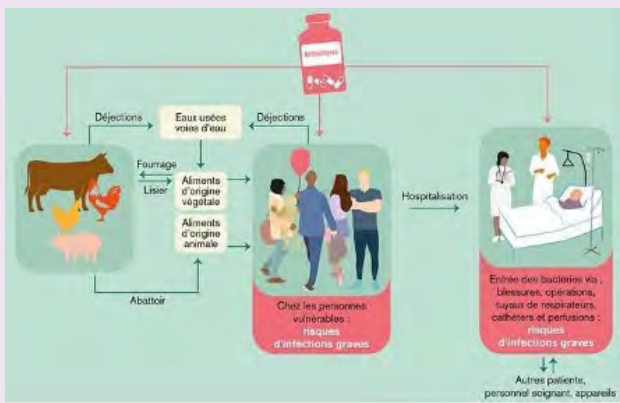 Antibiotiques
Déjections
Eaux usées
voies d'eau
Déjections
Fourrage
Lisier
Aliments
d'origine
végétale
Aliments
d'origine
animale
Abattoir
Chez les personnes
vulnérables :
risques
d'infections graves
Hospitalisation
Entrée des bactéries via :
blessures, opérations,
tuyaux de respirateurs,
cathéters et perfusions :
risques
d'infections graves
Autres patients,
personnel soignant, appareils